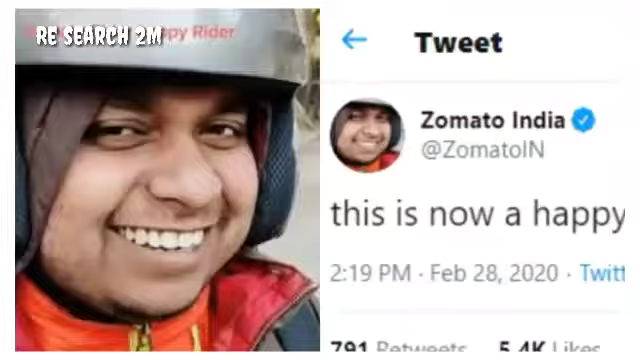 RE SEARCH 2M
py Rider
Tweet
Zomato India
@ZomatoIN
this is now a happy
2:19 PM · Feb 28, 2020 · Twitt
791 Retweets 5.4K Likes